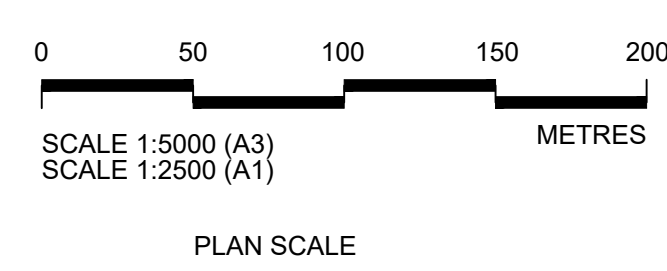 0 50 100 150 200
SCALE 1:5000 (A3)
SCALE 1:2500 (A1)
METRES
PLAN SCALE